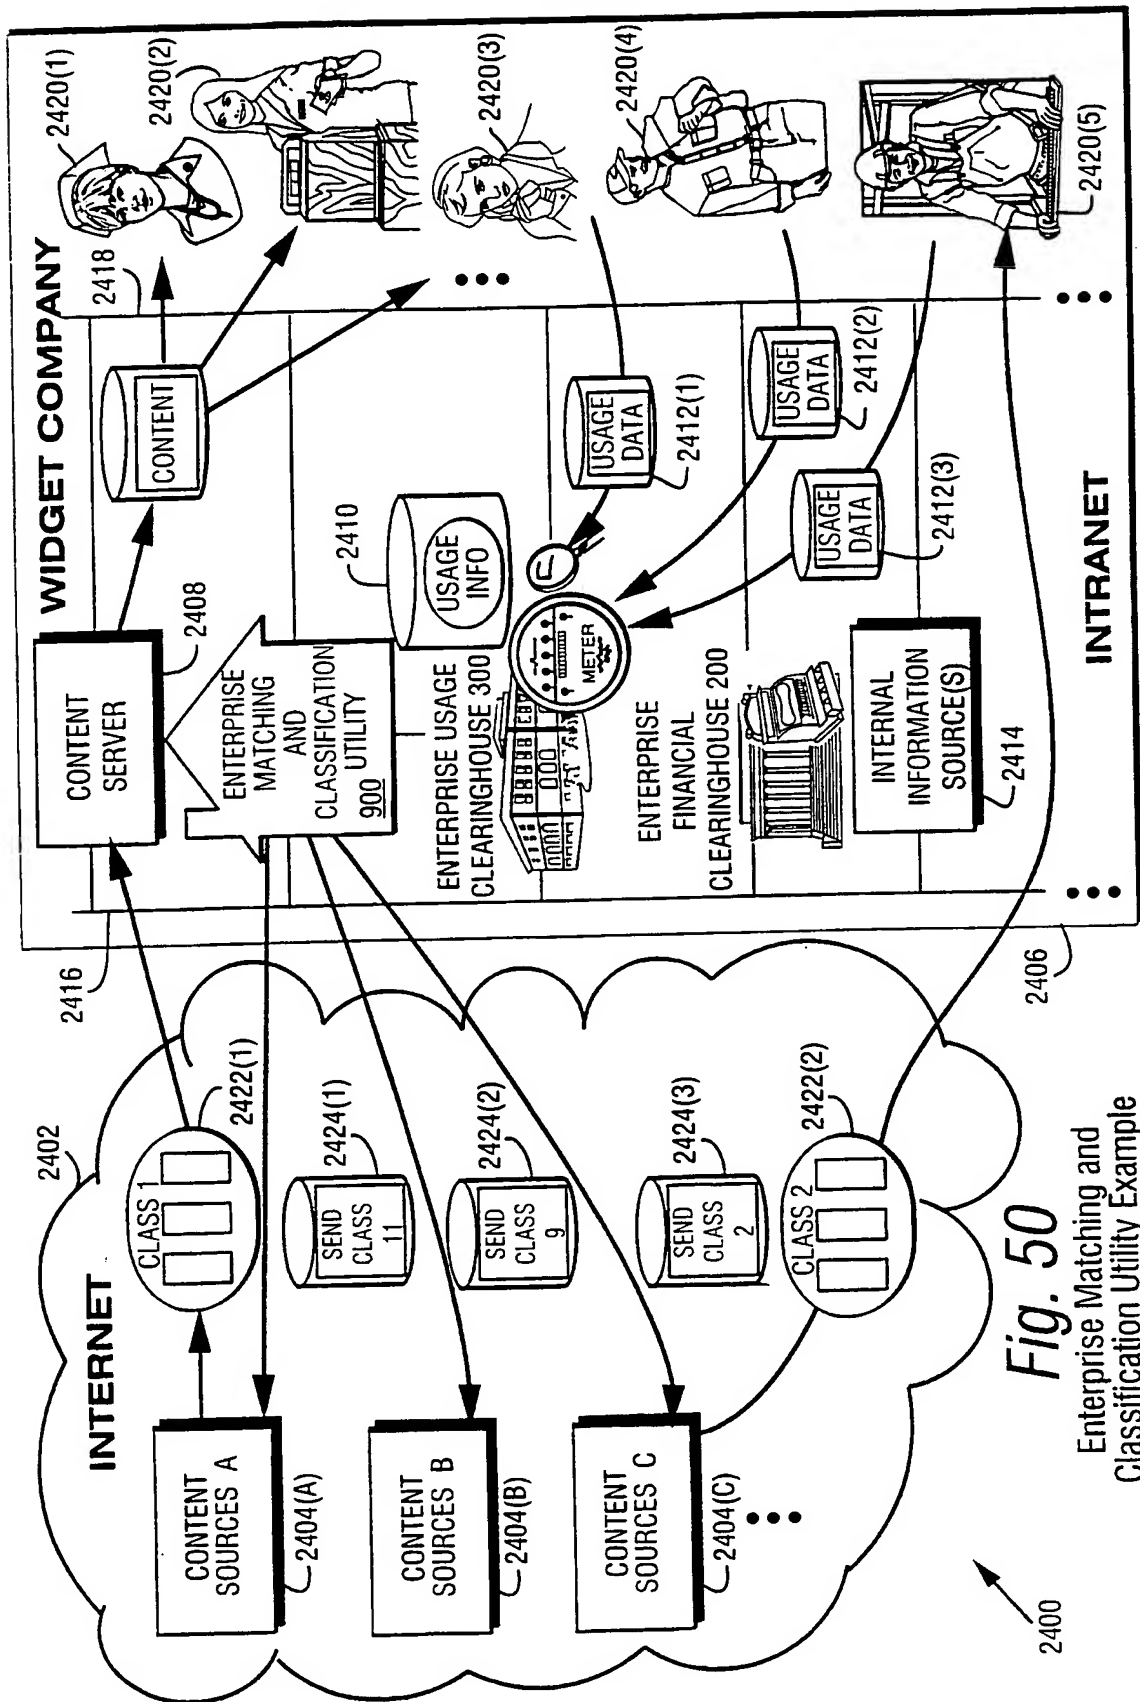 WIDGET COMPANY
INTERNET
2402
2416
CONTENT
SERVER
2408
CONTENT
2418
2420(1)
2420(2)
2420(3)
2420(4)
2420(5)
CONTENT
SOURCES A
2404(A)
CLASS 1
2422(1)
ENTERPRISE
MATCHING
AND
CLASSIFICATION
UTILITY
900
USAGE
INFO
2410
SEND
CLASS
11
2424(1)
CONTENT
SOURCES B
2404(B)
SEND
CLASS
9
2424(2)
ENTERPRISE USAGE
CLEARINGHOUSE 300
METER
USAGE
DATA
2412(1)
CONTENT
SOURCES C
2404(C)
SEND
CLASS
2
2424(3)
ENTERPRISE
FINANCIAL
CLEARINGHOUSE 200
USAGE
DATA
2412(2)
CLASS 2
2422(2)
INTERNAL
INFORMATION
SOURCE(S)
2414
USAGE
DATA
2412(3)
2406
INTRANET
2400
Fig. 50
Enterprise Matching and
Classification Utility Example